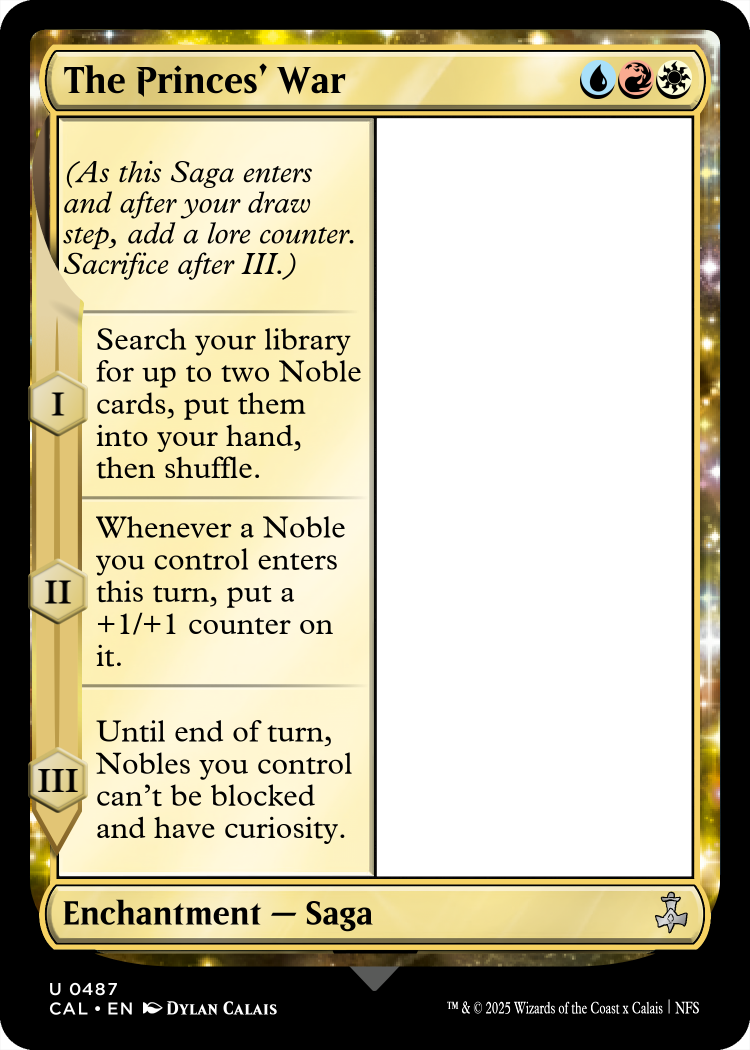 The Princes' War
(As this Saga enters
and after your draw
step, add a lore counter.
Sacrifice after III.)
I
Search your library
for up to two Noble
cards, put them
into your hand,
then shuffle.
II
Whenever a Noble
you control enters
this turn, put a
+1/+1 counter on
it.
III
Until end of turn,
Nobles you control
can't be blocked
and have curiosity.
Enchantment — Saga
U 0487
CAL • EN DYLAN CALAIS
™ & © 2025 Wizards of the Coast x Calais | NFS